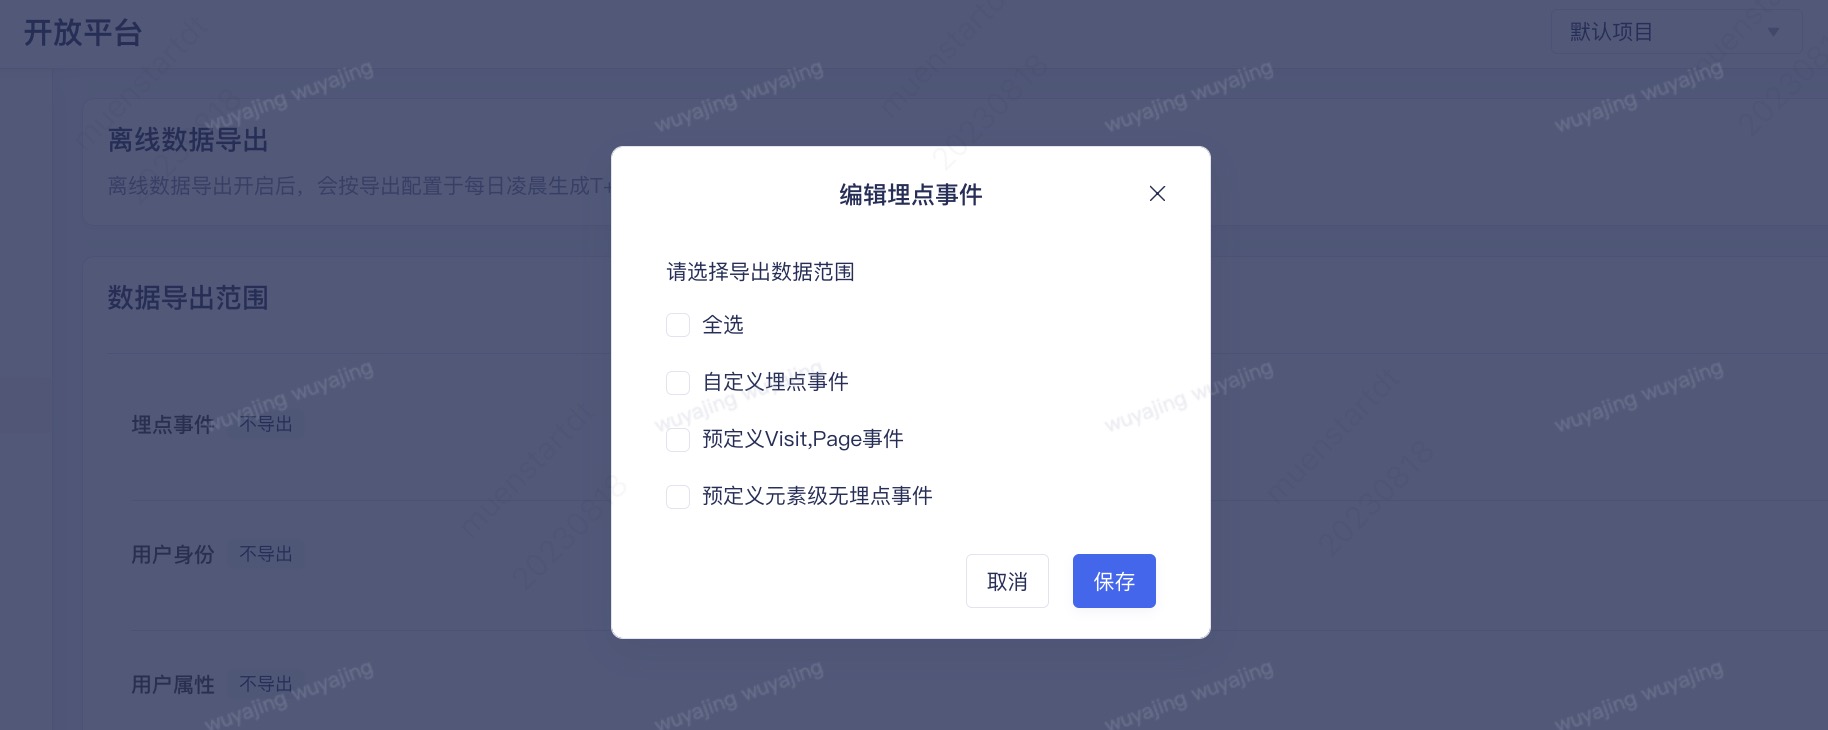 开放平台
默认项目
离线数据导出
离线数据导出开启后，会按导出配置于每日凌晨生成T+
数据导出范围
埋点事件 不导出
用户身份 不导出
用户属性 不导出
编辑埋点事件
请选择导出数据范围
全选
自定义埋点事件
预定义Visit,Page事件
预定义元素级无埋点事件
取消 保存
wuyajing wuyajing
wuyajing wuyajing
wuyajing wuyajing
wuyajing wuyajing
wuyajing wuyajing
wuyajing wuyajing
wuyajing wuyajing
wuyajing wuyajing
wuyajing wuyajing
wuyajing wuyajing
wuyajing wuyajing
wuyajing wuyajing
muenstartdt
20230818
muenstartdt
20230818